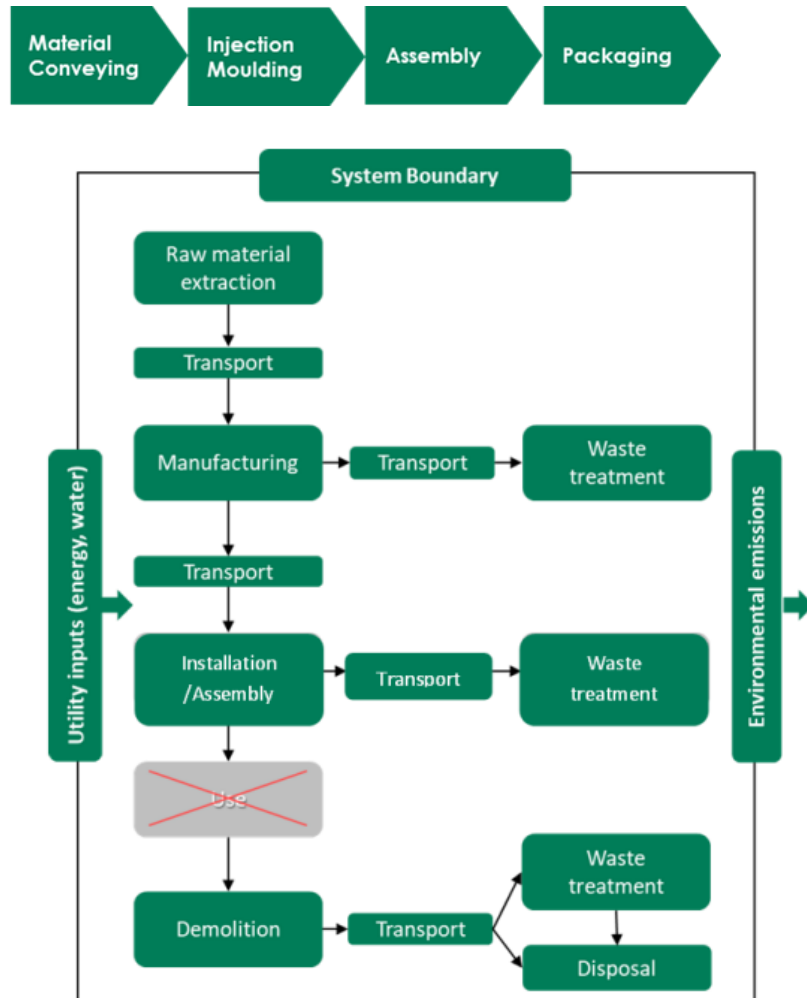 Material
Conveying
Injection
Moulding
Assembly
Packaging
System Boundary
Raw material
extraction
Transport
Manufacturing
Transport
Waste
treatment
Transport
Utility inputs (energy, water)
Environmental emissions
Installation
/Assembly
Transport
Waste
treatment
Use
Waste
treatment
Demolition
Transport
Disposal